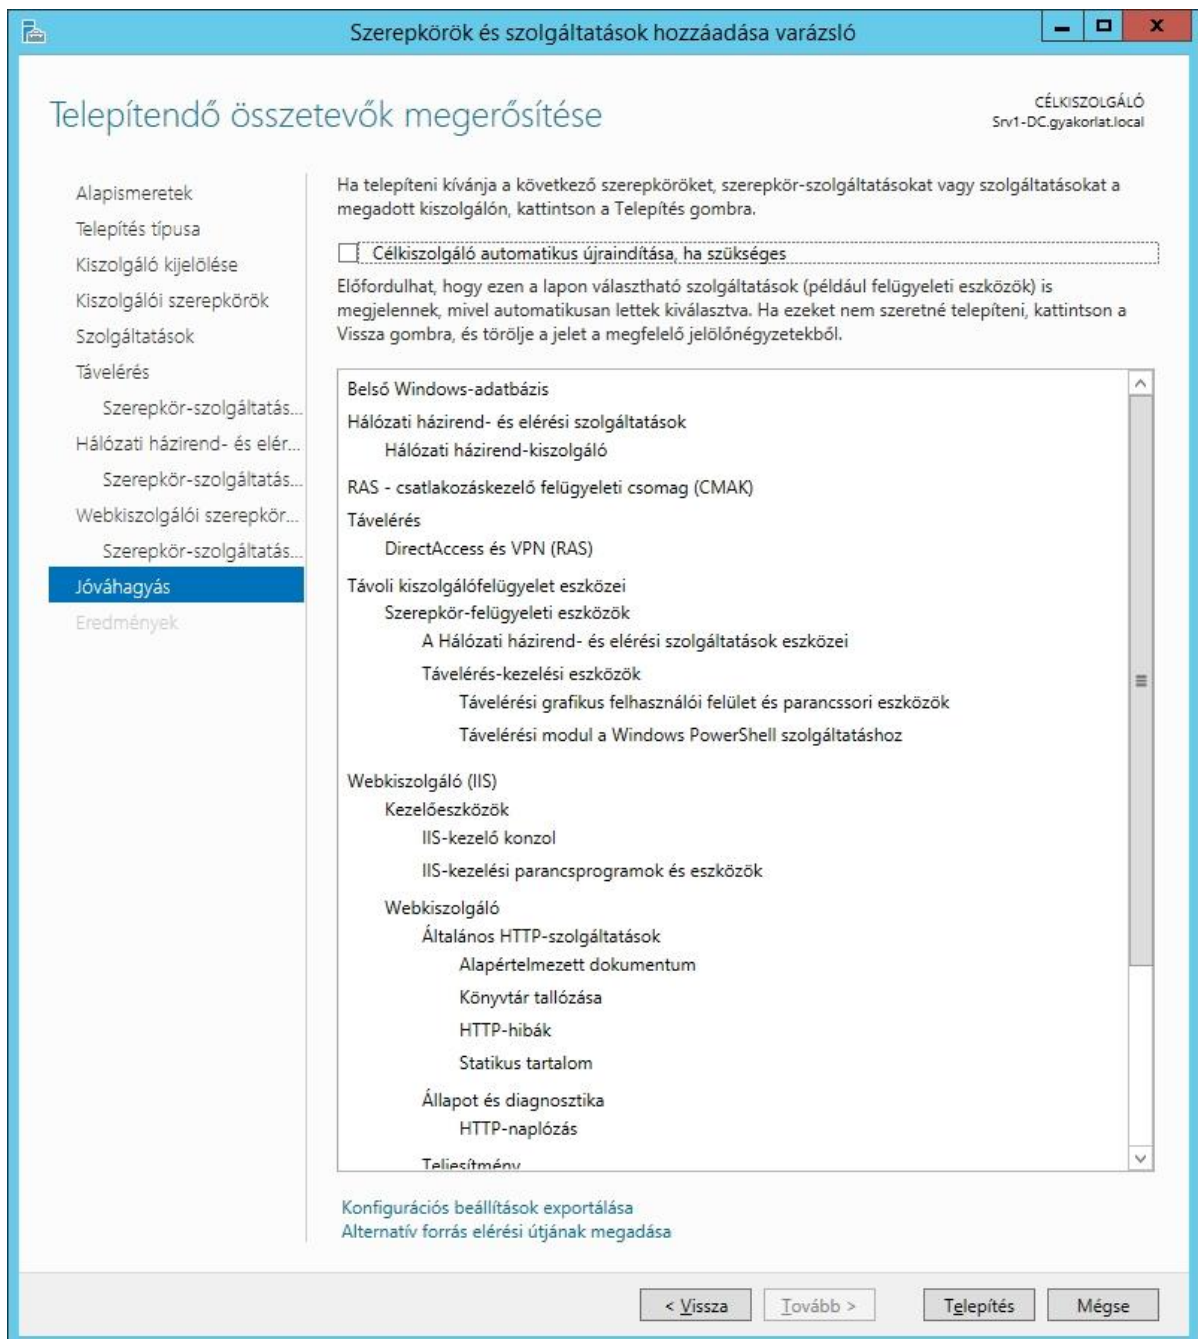 Szerepkörök és szolgáltatások hozzáadása varázsló
Telepítendő összetevők megerősítése
CÉLKISZOLGÁLÓ
Srv1-DC.gyakorlat.local
Alapismeretek
Telepítés típusa
Kiszolgáló kijelölése
Kiszolgálói szerepkörök
Szolgáltatások
Távelérés
Szerepkör-szolgáltatás...
Hálózati házirend- és elér...
Szerepkör-szolgáltatás...
Webkiszolgálói szerepkör...
Szerepkör-szolgáltatás...
Jóváhagyás
Eredmények
Ha telepíteni kívánja a következő szerepköröket, szerepkör-szolgáltatásokat vagy szolgáltatásokat a
megadott kiszolgálón, kattintson a Telepítés gombra.
Célkiszolgáló automatikus újraindítása, ha szükséges
Előfordulhat, hogy ezen a lapon választható szolgáltatások (például felügyeleti eszközök) is
megjelennek, mivel automatikusan lettek kiválasztva. Ha ezeket nem szeretné telepíteni, kattintson a
Vissza gombra, és törölje a jelet a megfelelő jelölőnégyzetekből.
Belső Windows-adatbázis
Hálózati házirend- és elérési szolgáltatások
Hálózati házirend-kiszolgáló
RAS - csatlakozáskezelő felügyeleti csomag (CMAK)
Távelérés
DirectAccess és VPN (RAS)
Távoli kiszolgálófelügyelet eszközei
Szerepkör-felügyeleti eszközök
A Hálózati házirend- és elérési szolgáltatások eszközei
Távelérés-kezelési eszközök
Távelérési grafikus felhasználói felület és parancssori eszközök
Távelérési modul a Windows PowerShell szolgáltatáshoz
Webkiszolgáló (IIS)
Kezelőeszközök
IIS-kezelő konzol
IIS-kezelési parancsprogramok és eszközök
Webkiszolgáló
Általános HTTP-szolgáltatások
Alapértelmezett dokumentum
Könyvtár tallózása
HTTP-hibák
Statikus tartalom
Állapot és diagnosztika
HTTP-naplózás
Teljesítmény
Konfigurációs beállítások exportálása
Alternatív forrás elérési útjának megadása
< Vissza
Tovább >
Telepítés
Mégse